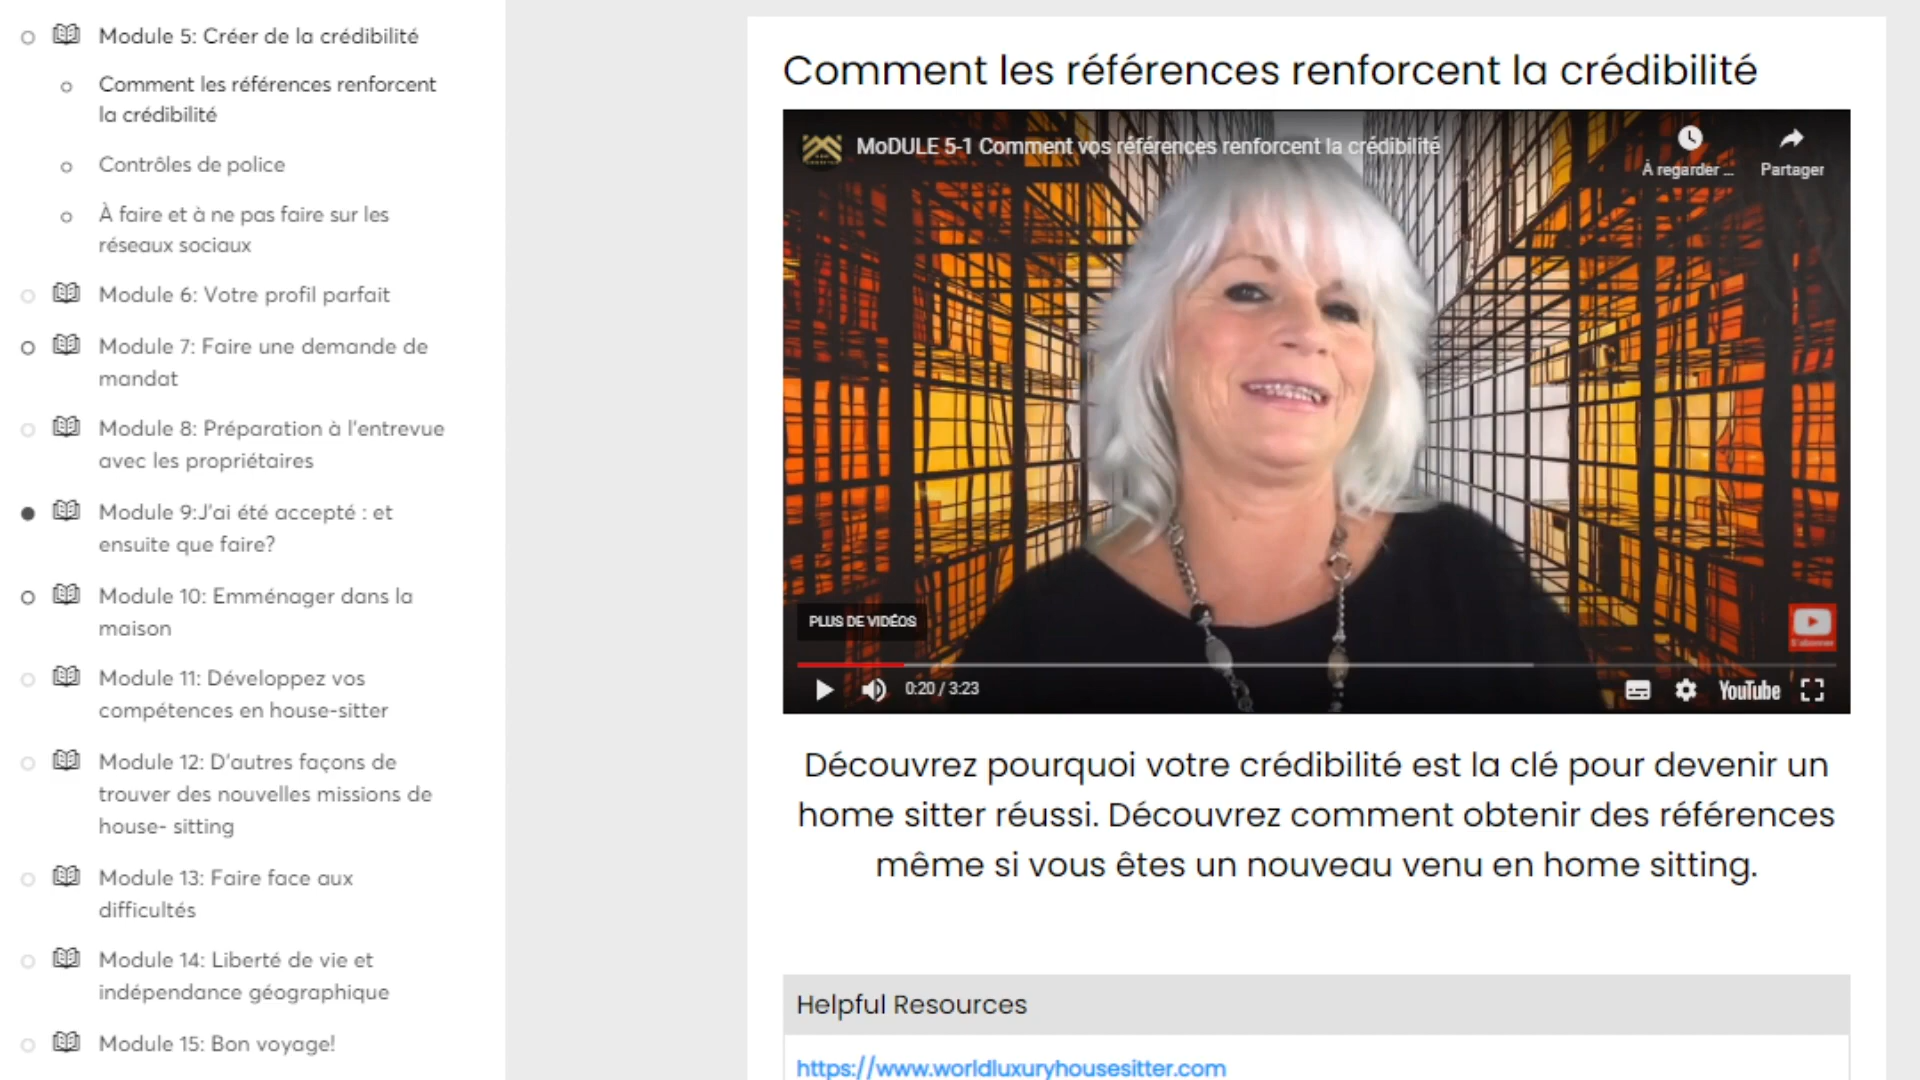 Module 5: Créer de la crédibilité
Comment les références renforcent
la crédibilité
Contrôles de police
À faire et à ne pas faire sur les
réseaux sociaux
Module 6: Votre profil parfait
Module 7: Faire une demande de
mandat
Module 8: Préparation à l'entrevue
avec les propriétaires
Module 9:J'ai été accepté : et
ensuite que faire?
Module 10: Emménager dans la
maison
Module 11: Développez vos
compétences en house-sitter
Module 12: D'autres façons de
trouver des nouvelles missions de
house- sitting
Module 13: Faire face aux
difficultés
Module 14: Liberté de vie et
indépendance géographique
Module 15: Bon voyage!
Comment les références renforcent la crédibilité
MoDULE 5-1 Comment vos références renforcent la crédibilité
À regarder ...
Partager
PLUS DE VIDÉOS
0:20 / 3:23
YouTube
Découvrez pourquoi votre crédibilité est la clé pour devenir un
home sitter réussi. Découvrez comment obtenir des références
même si vous êtes un nouveau venu en home sitting.
Helpful Resources
https://www.worldluxuryhousesitter.com